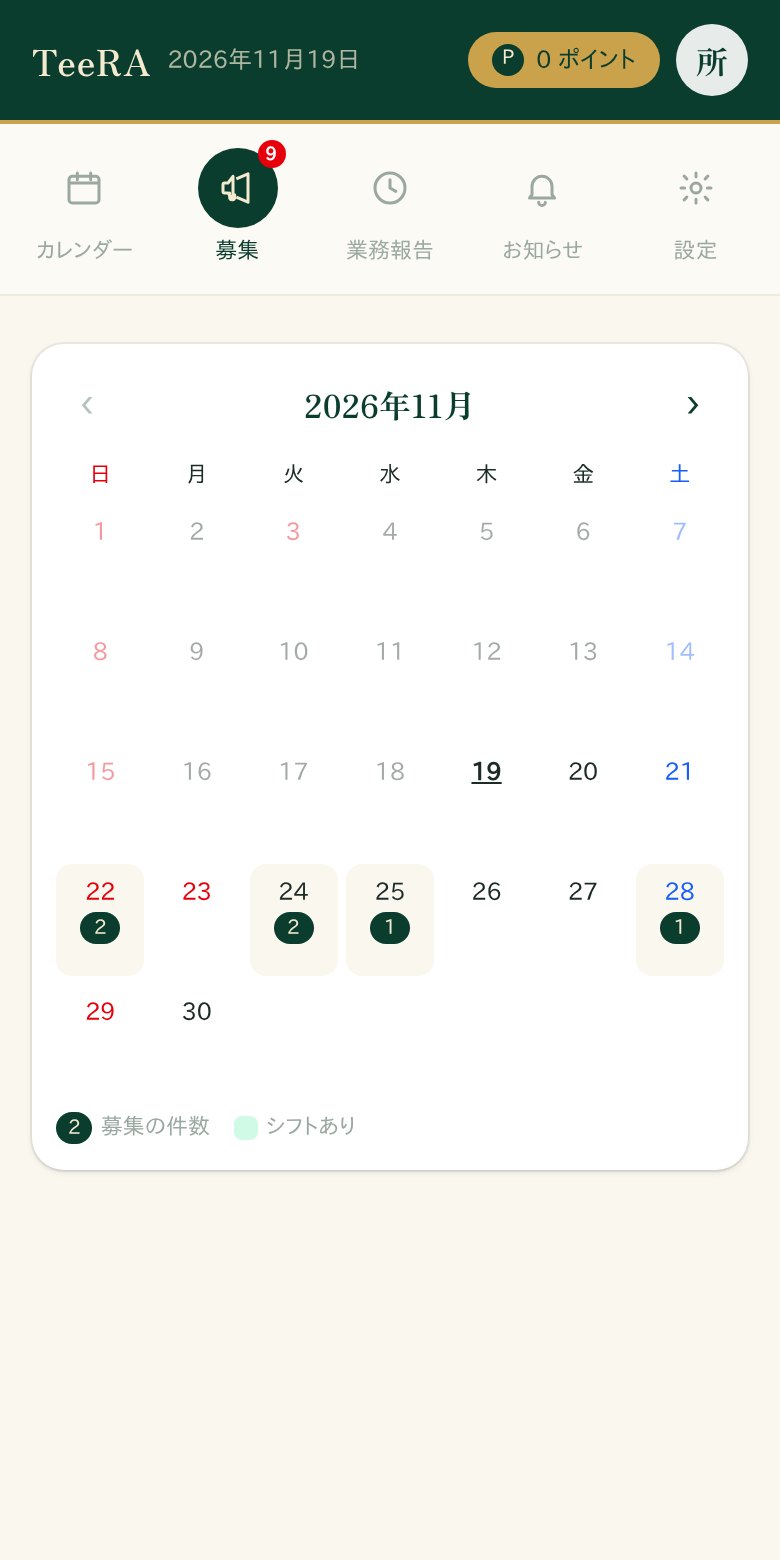 TeeRA 2026年11月19日 P 0 ポイント 所
9
カレンダー 募集 業務報告 お知らせ 設定
‹ 2026年11月 ›
日 月 火 水 木 金 土
1 2 3 4 5 6 7
8 9 10 11 12 13 14
15 16 17 18 19 20 21
22 23 24 25 26 27 28
2 2 1 1
29 30
2 募集の件数 シフトあり